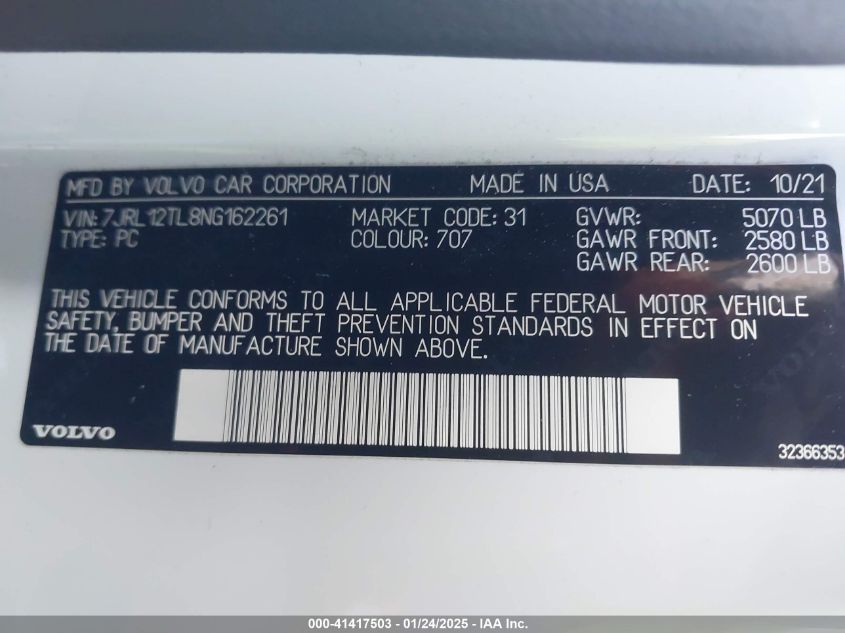 MFD BY VOLVO CAR CORPORATION MADE IN USA DATE: 10/21
VIN: 7JRL12TL8NG162261 MARKET CODE: 31 GVWR: 5070 LB
TYPE: PC COLOUR: 707 GAWR FRONT: 2580 LB
GAWR REAR: 2600 LB
THIS VEHICLE CONFORMS TO ALL APPLICABLE FEDERAL MOTOR VEHICLE
SAFETY, BUMPER AND THEFT PREVENTION STANDARDS IN EFFECT ON
THE DATE OF MANUFACTURE SHOWN ABOVE.
VOLVO
32366353
000-41417503 - 01/24/2025 - IAA Inc.